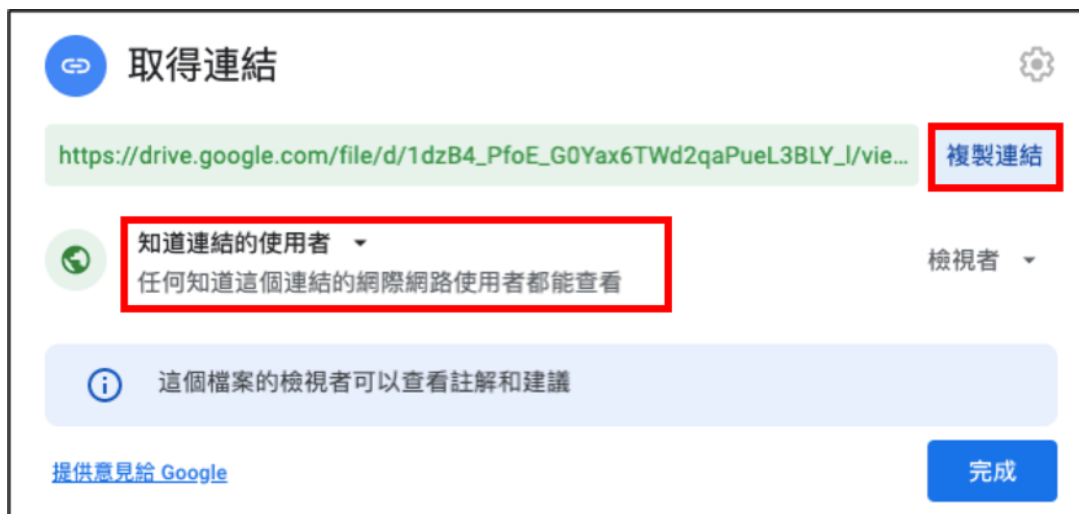 取得連結
https://drive.google.com/file/d/1dzB4_PfoE_G0Yax6TWd2qaPueL3BLY_l/vie... 複製連結
知道連結的使用者
任何知道這個連結的網際網路使用者都能查看
檢視者
這個檔案的檢視者可以查看註解和建議
提供意見給 Google
完成